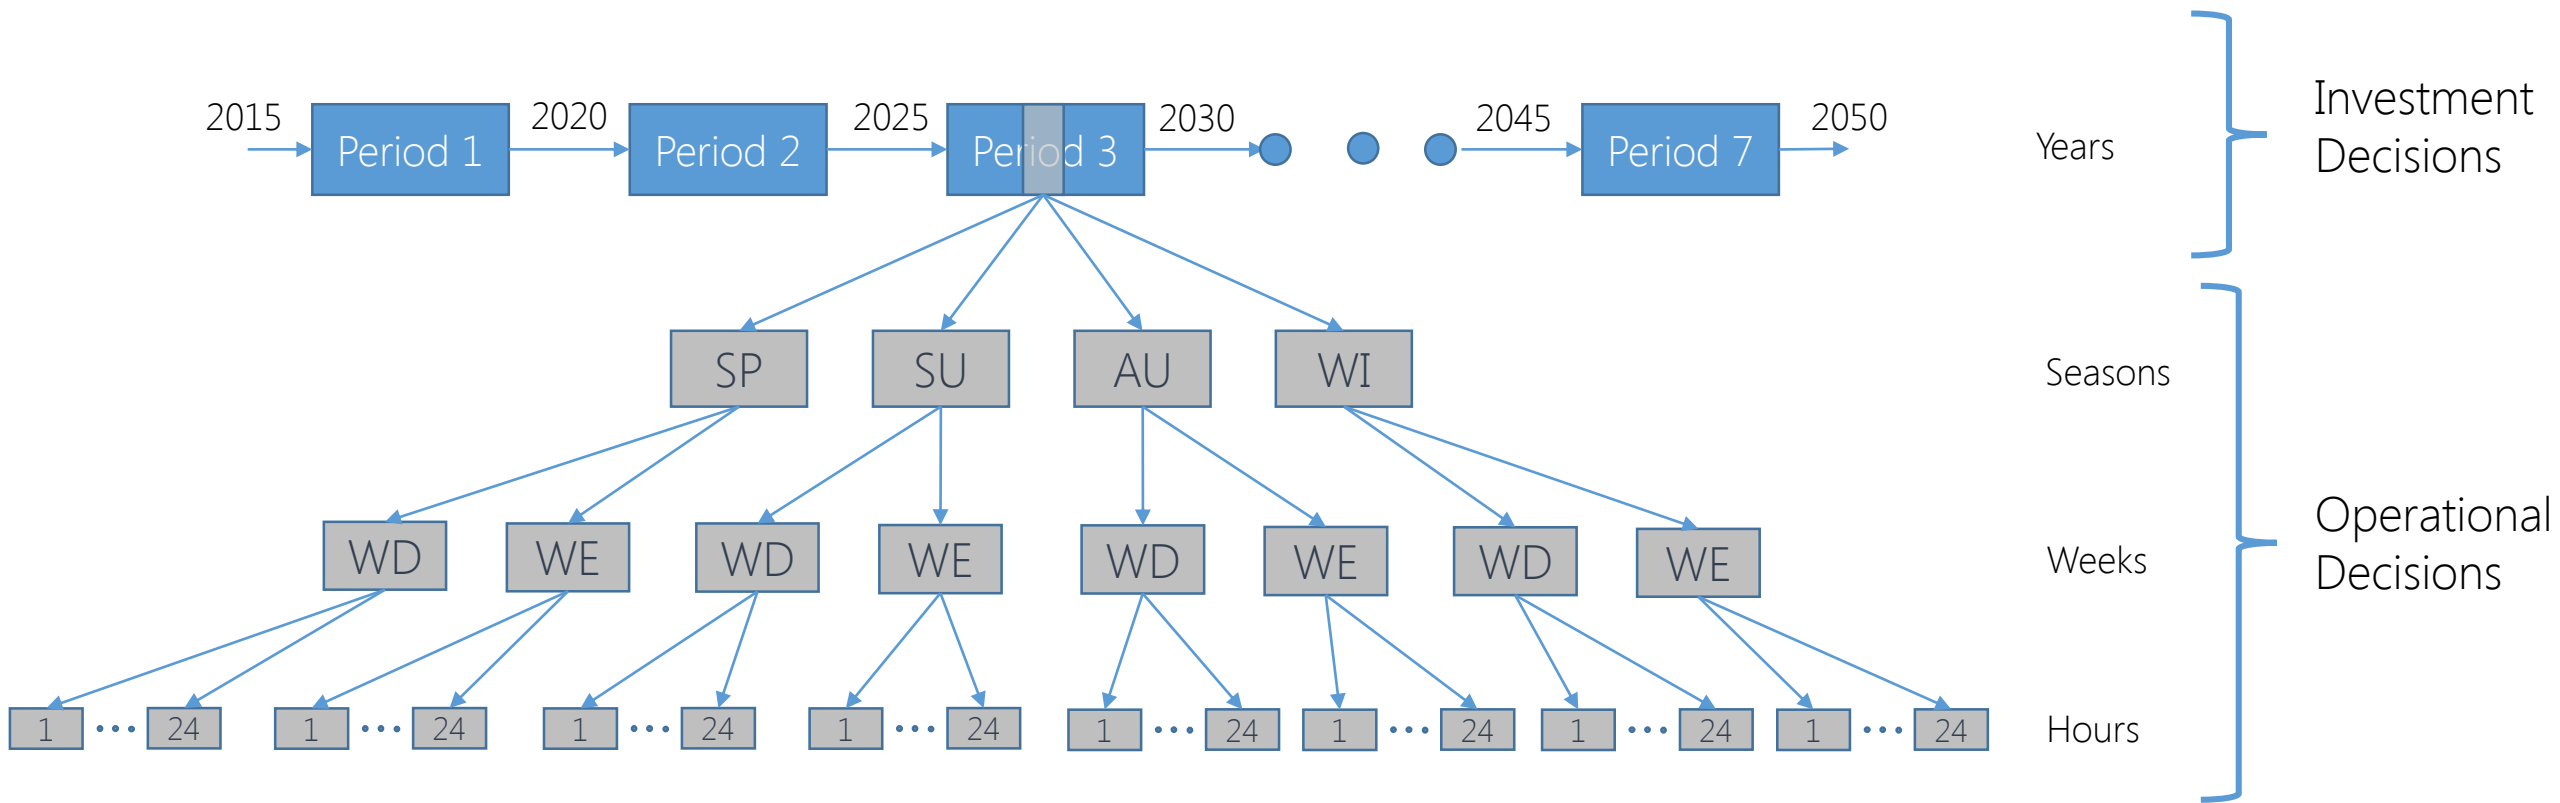 2015 Period 1 2020 Period 2 2025 Period 3 2030 2045 Period 7 2050 Years
Investment
Decisions
SP SU AU WI Seasons
WD WE WD WE WD WE WD WE Weeks
Operational
Decisions
1 ... 24 1 ... 24 1 ... 24 1 ... 24 1 ... 24 1 ... 24 1 ... 24 1 ... 24 Hours